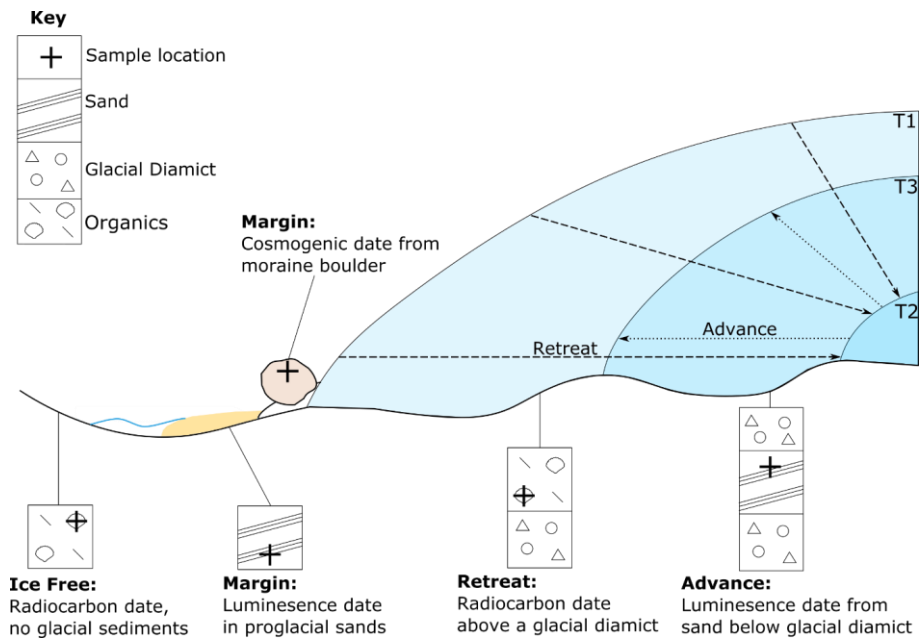 Key
Sample location
Sand
Glacial Diamict
Organics
Margin:
Cosmogenic date from
moraine boulder
T1
T3
T2
Advance
Retreat
Ice Free:
Radiocarbon date,
no glacial sediments
Margin:
Luminesence date
in proglacial sands
Retreat:
Radiocarbon date
above a glacial diamict
Advance:
Luminesence date from
sand below glacial diamict